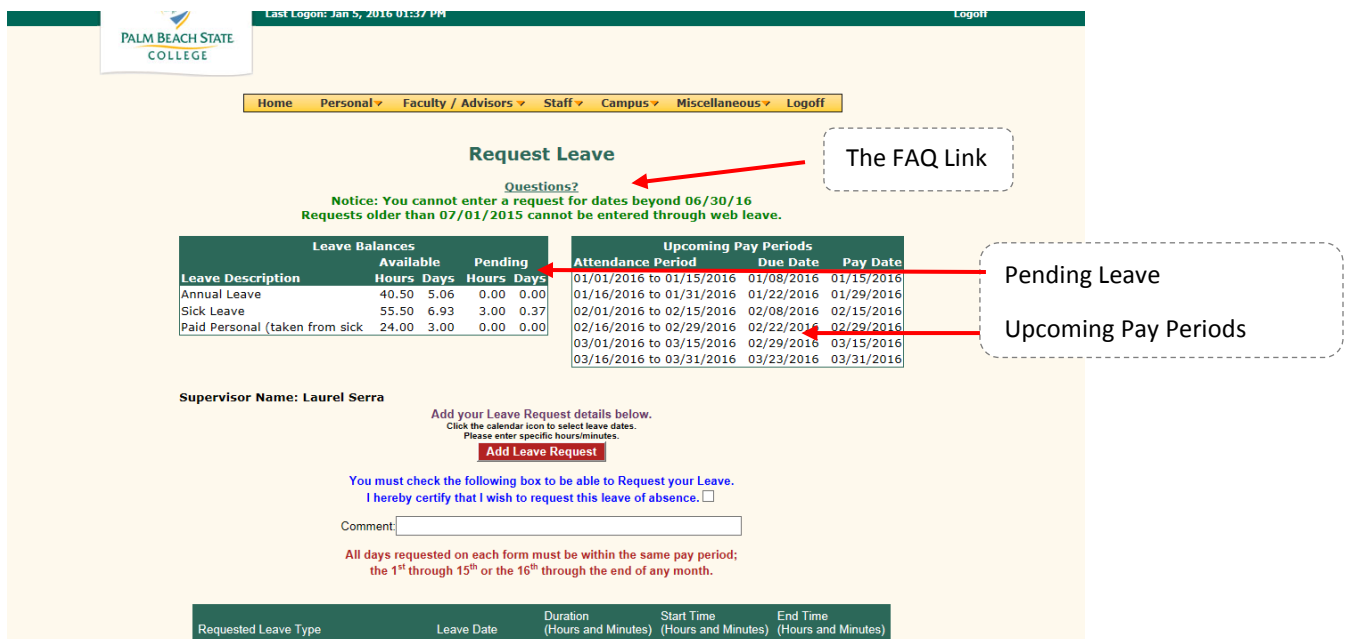 Last Logon: Jan 5, 2016 01:37 PM Logoff
PALM BEACH STATE
COLLEGE
Home Personal Faculty / Advisors Staff Campus Miscellaneous Logoff
Request Leave
The FAQ Link
Questions?
Notice: You cannot enter a request for dates beyond 06/30/16
Requests older than 07/01/2015 cannot be entered through web leave.
Leave Balances
Available Pending
Leave Description Hours Days Hours Days
Annual Leave 40.50 5.06 0.00 0.00
Sick Leave 55.50 6.93 3.00 0.37
Paid Personal (taken from sick 24.00 3.00 0.00 0.00
Upcoming Pay Periods
Attendance Period Due Date Pay Date
01/01/2016 to 01/15/2016 01/08/2016 01/15/2016
01/16/2016 to 01/31/2016 01/22/2016 01/29/2016
02/01/2016 to 02/15/2016 02/08/2016 02/15/2016
02/16/2016 to 02/29/2016 02/22/2016 02/29/2016
03/01/2016 to 03/15/2016 02/29/2016 03/15/2016
03/16/2016 to 03/31/2016 03/23/2016 03/31/2016
Pending Leave
Upcoming Pay Periods
Supervisor Name: Laurel Serra
Add your Leave Request details below.
Click the calendar icon to select leave dates.
Please enter specific hours/minutes.
Add Leave Request
You must check the following box to be able to Request your Leave.
I hereby certify that I wish to request this leave of absence.
Comment:
All days requested on each form must be within the same pay period;
the 1st through 15th or the 16th through the end of any month.
Duration Start Time End Time
Requested Leave Type Leave Date (Hours and Minutes) (Hours and Minutes) (Hours and Minutes)